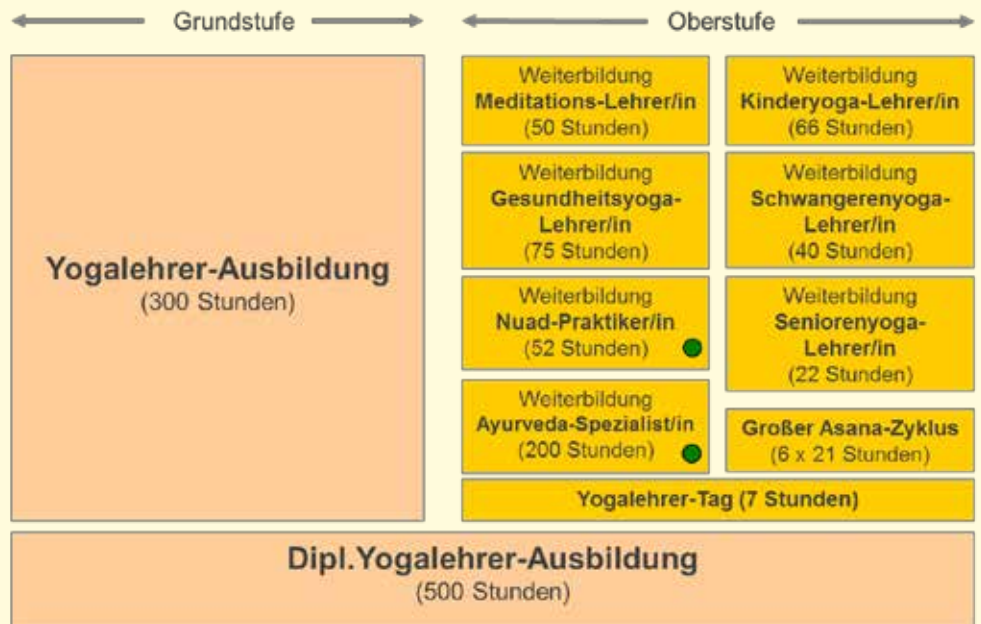 Grundstufe
Oberstufe
Yogalehrer-Ausbildung
(300 Stunden)
Weiterbildung
Meditations-Lehrer/in
(50 Stunden)
Weiterbildung
Kinderyoga-Lehrer/in
(66 Stunden)
Weiterbildung
Gesundheitsyoga-
Lehrer/in
(75 Stunden)
Weiterbildung
Schwangerenyoga-
Lehrer/in
(40 Stunden)
Weiterbildung
Nuad-Praktiker/in
(52 Stunden)
Weiterbildung
Seniorenyoga-
Lehrer/in
(22 Stunden)
Weiterbildung
Ayurveda-Spezialist/in
(200 Stunden)
Großer Asana-Zyklus
(6 x 21 Stunden)
Yogalehrer-Tag (7 Stunden)
Dipl.Yogalehrer-Ausbildung
(500 Stunden)